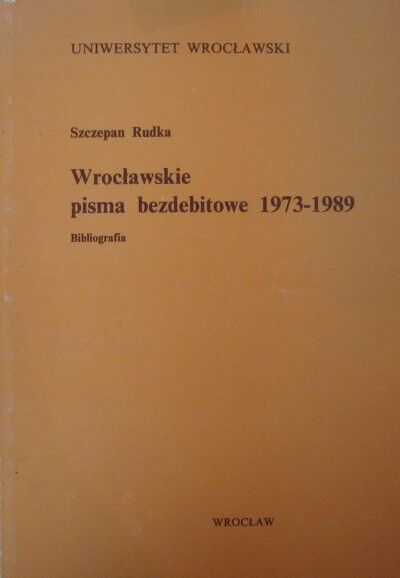 UNIWERSYTET WROCŁAWSKI
Szczepan Rudka
Wrocławskie
pisma bezdebitowe 1973-1989
Bibliografia
WROCŁAW